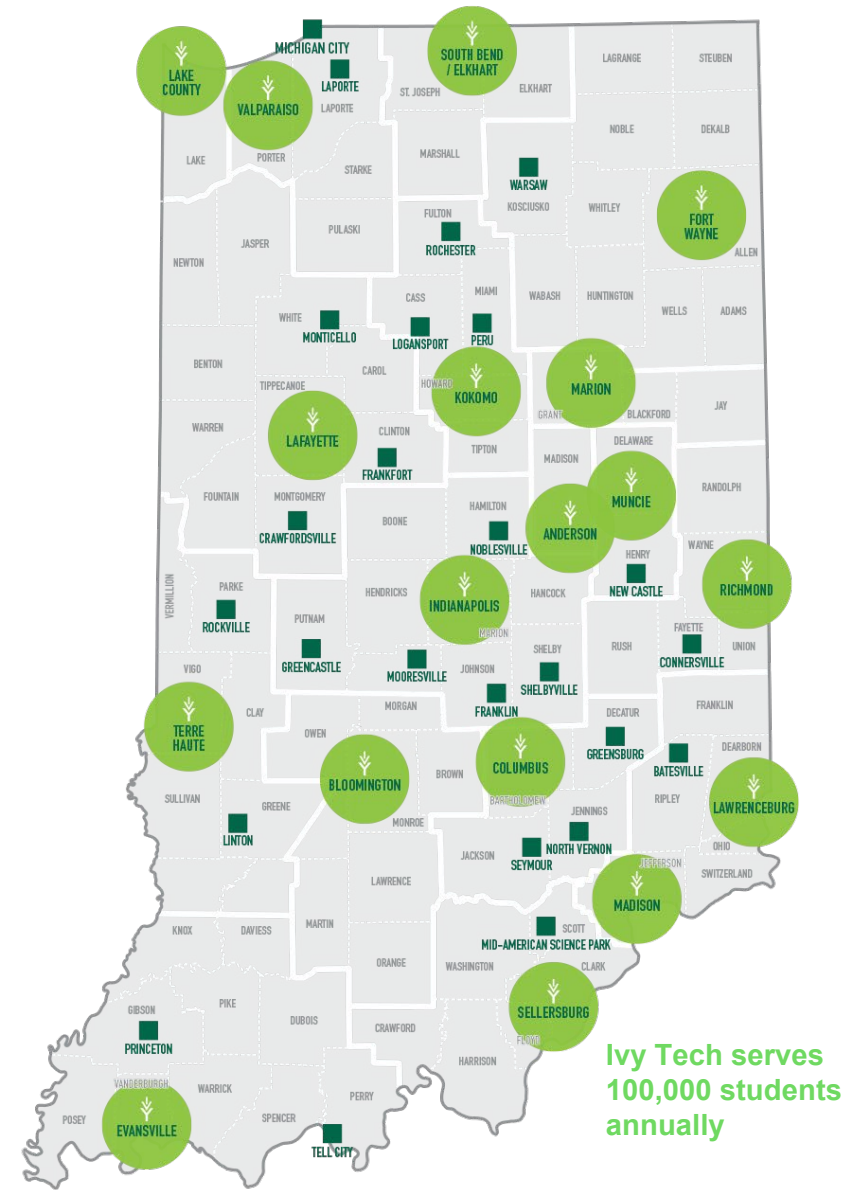 MICHIGAN CITY
LAKE
COUNTY
SOUTH BEND
/ ELKHART
LAGRANGE
STEUBEN
LAPORTE
VALPARAISO
LAPORTE
ST. JOSEPH
ELKHART
NOBLE
DEKALB
LAKE
PORTER
STARKE
MARSHALL
WARSAW
KOSCIUSKO
WHITLEY
FORT
WAYNE
ALLEN
FULTON
ROCHESTER
PULASKI
JASPER
NEWTON
CASS
MIAMI
WABASH
HUNTINGTON
WELLS
ADAMS
WHITE
MONTICELLO
LOGANSPORT
PERU
BENTON
CAROL
HOWARD
KOKOMO
MARION
TIPPECANOE
GRANT
BLACKFORD
JAY
WARREN
LAFAYETTE
CLINTON
TIPTON
MADISON
DELAWARE
FRANKFORT
RANDOLPH
FOUNTAIN
MONTGOMERY
CRAWFORDSVILLE
BOONE
HAMILTON
NOBLESVILLE
MUNCIE
ANDERSON
HENRY
NEW CASTLE
WAYNE
RICHMOND
VERMILLION
PARKE
ROCKVILLE
PUTNAM
GREENCASTLE
HENDRICKS
INDIANAPOLIS
MARION
HANCOCK
MOORESVILLE
JOHNSON
SHELBY
SHELBYVILLE
RUSH
FAYETTE
CONNERSVILLE
UNION
VIGO
TERRE
HAUTE
CLAY
OWEN
MORGAN
FRANKLIN
DECATUR
GREENSBURG
FRANKLIN
DEARBORN
BATESVILLE
BLOOMINGTON
BROWN
COLUMBUS
BARTHOLOMEW
LAWRENCEBURG
SULLIVAN
GREENE
LINTON
MONROE
JENNINGS
NORTH VERNON
RIPLEY
OHIO
JACKSON
SEYMOUR
JEFFERSON
SWITZERLAND
LAWRENCE
MADISON
KNOX
DAVIESS
MARTIN
SCOTT
MID-AMERICAN SCIENCE PARK
ORANGE
WASHINGTON
CLARK
GIBSON
PIKE
SELLERSBURG
PRINCETON
DUBOIS
CRAWFORD
FLOYD
HARRISON
VANDERBURGH
WARRICK
PERRY
POSEY
EVANSVILLE
SPENCER
TELL CITY
Ivy Tech serves
100,000 students
annually